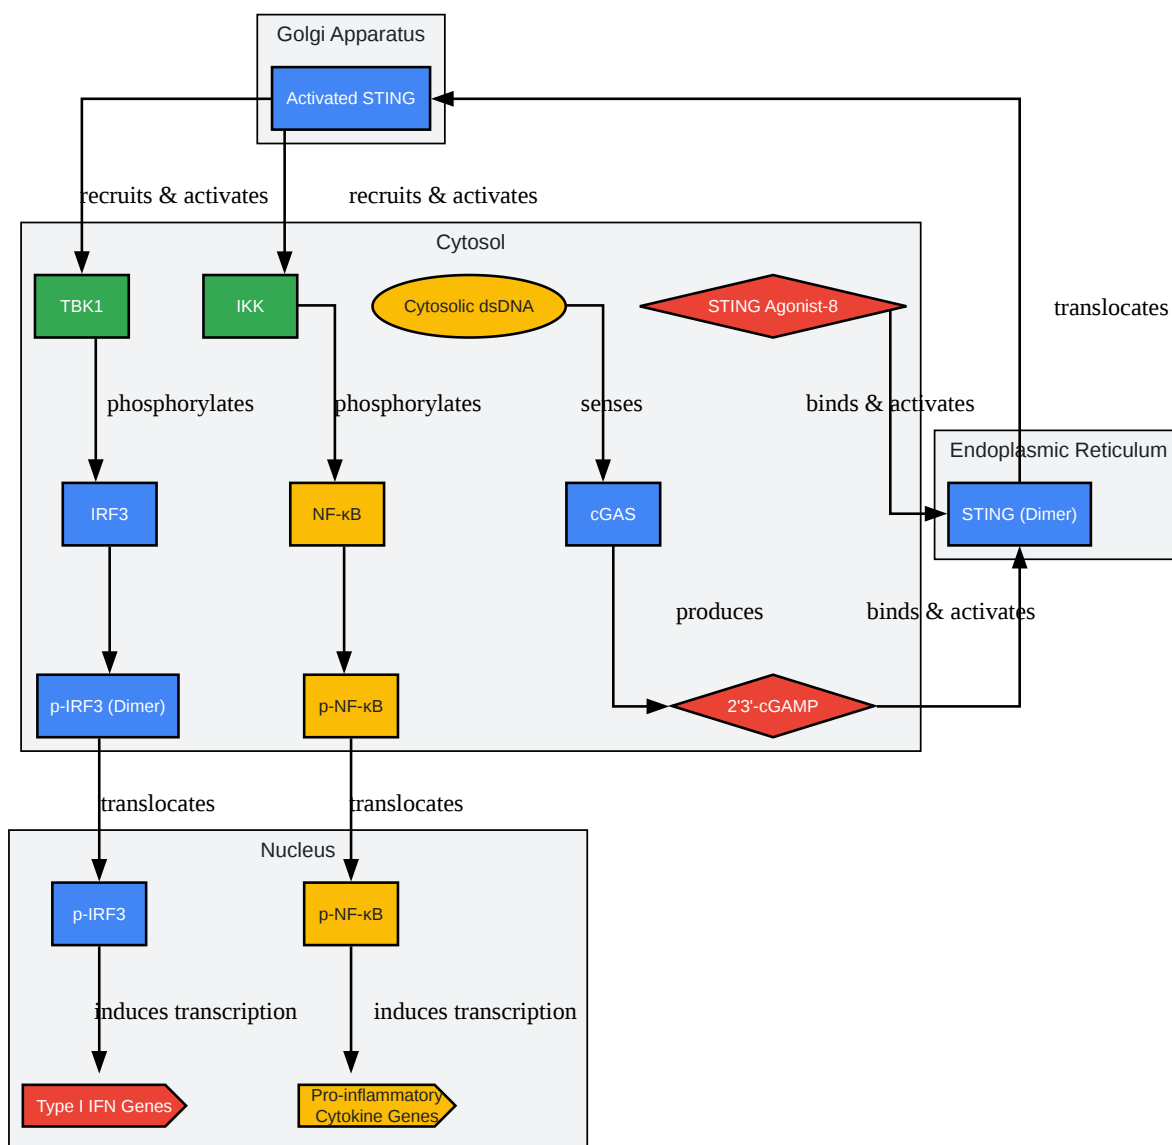 Golgi Apparatus
Activated STING
recruits & activates
recruits & activates
Cytosol
TBK1
IKK
Cytosolic dsDNA
STING Agonist-8
translocates
phosphorylates
phosphorylates
senses
binds & activates
Endoplasmic Reticulum
IRF3
NF-κB
cGAS
STING (Dimer)
produces
binds & activates
p-IRF3 (Dimer)
p-NF-κB
2'3'-cGAMP
translocates
translocates
Nucleus
p-IRF3
p-NF-κB
induces transcription
induces transcription
Type I IFN Genes
Pro-inflammatory
Cytokine Genes